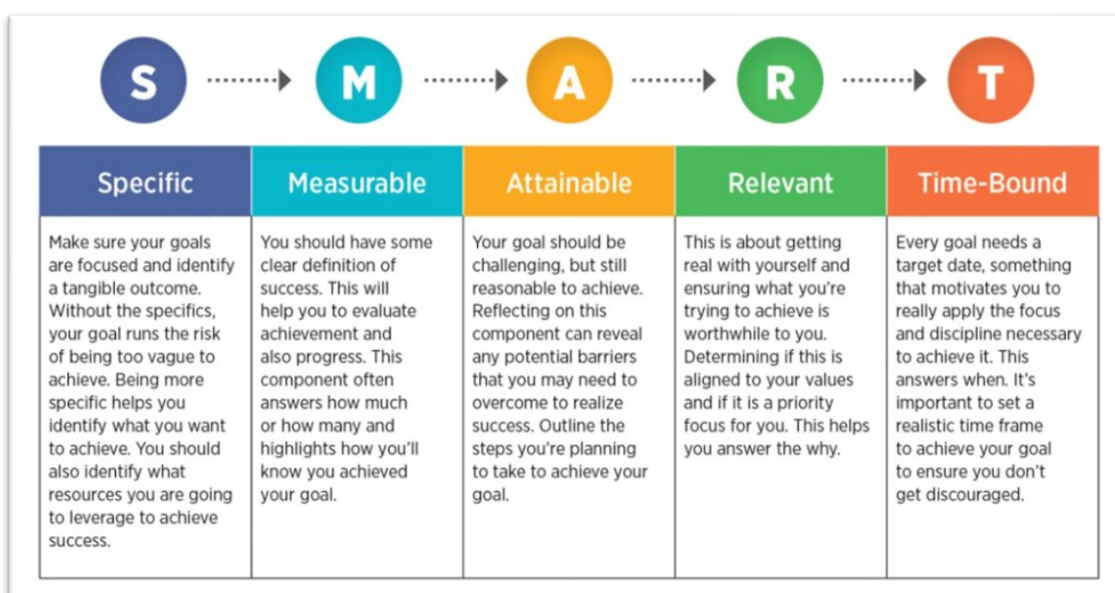 S
M
A
R
T
Specific
Measurable
Attainable
Relevant
Time-Bound
Make sure your goals
are focused and identify
a tangible outcome.
Without the specifics,
your goal runs the risk
of being too vague to
achieve. Being more
specific helps you
identify what you want
to achieve. You should
also identify what
resources you are going
to leverage to achieve
success.
You should have some
clear definition of
success. This will
help you to evaluate
achievement and
also progress. This
component often
answers how much
or how many and
highlights how you’ll
know you achieved
your goal.
Your goal should be
challenging, but still
reasonable to achieve.
Reflecting on this
component can reveal
any potential barriers
that you may need to
overcome to realize
success. Outline the
steps you’re planning
to take to achieve your
goal.
This is about getting
real with yourself and
ensuring what you’re
trying to achieve is
worthwhile to you.
Determining if this is
aligned to your values
and if it is a priority
focus for you. This helps
you answer the why.
Every goal needs a
target date, something
that motivates you to
really apply the focus
and discipline necessary
to achieve it. This
answers when. It’s
important to set a
realistic time frame
to achieve your goal
to ensure you don’t
get discouraged.